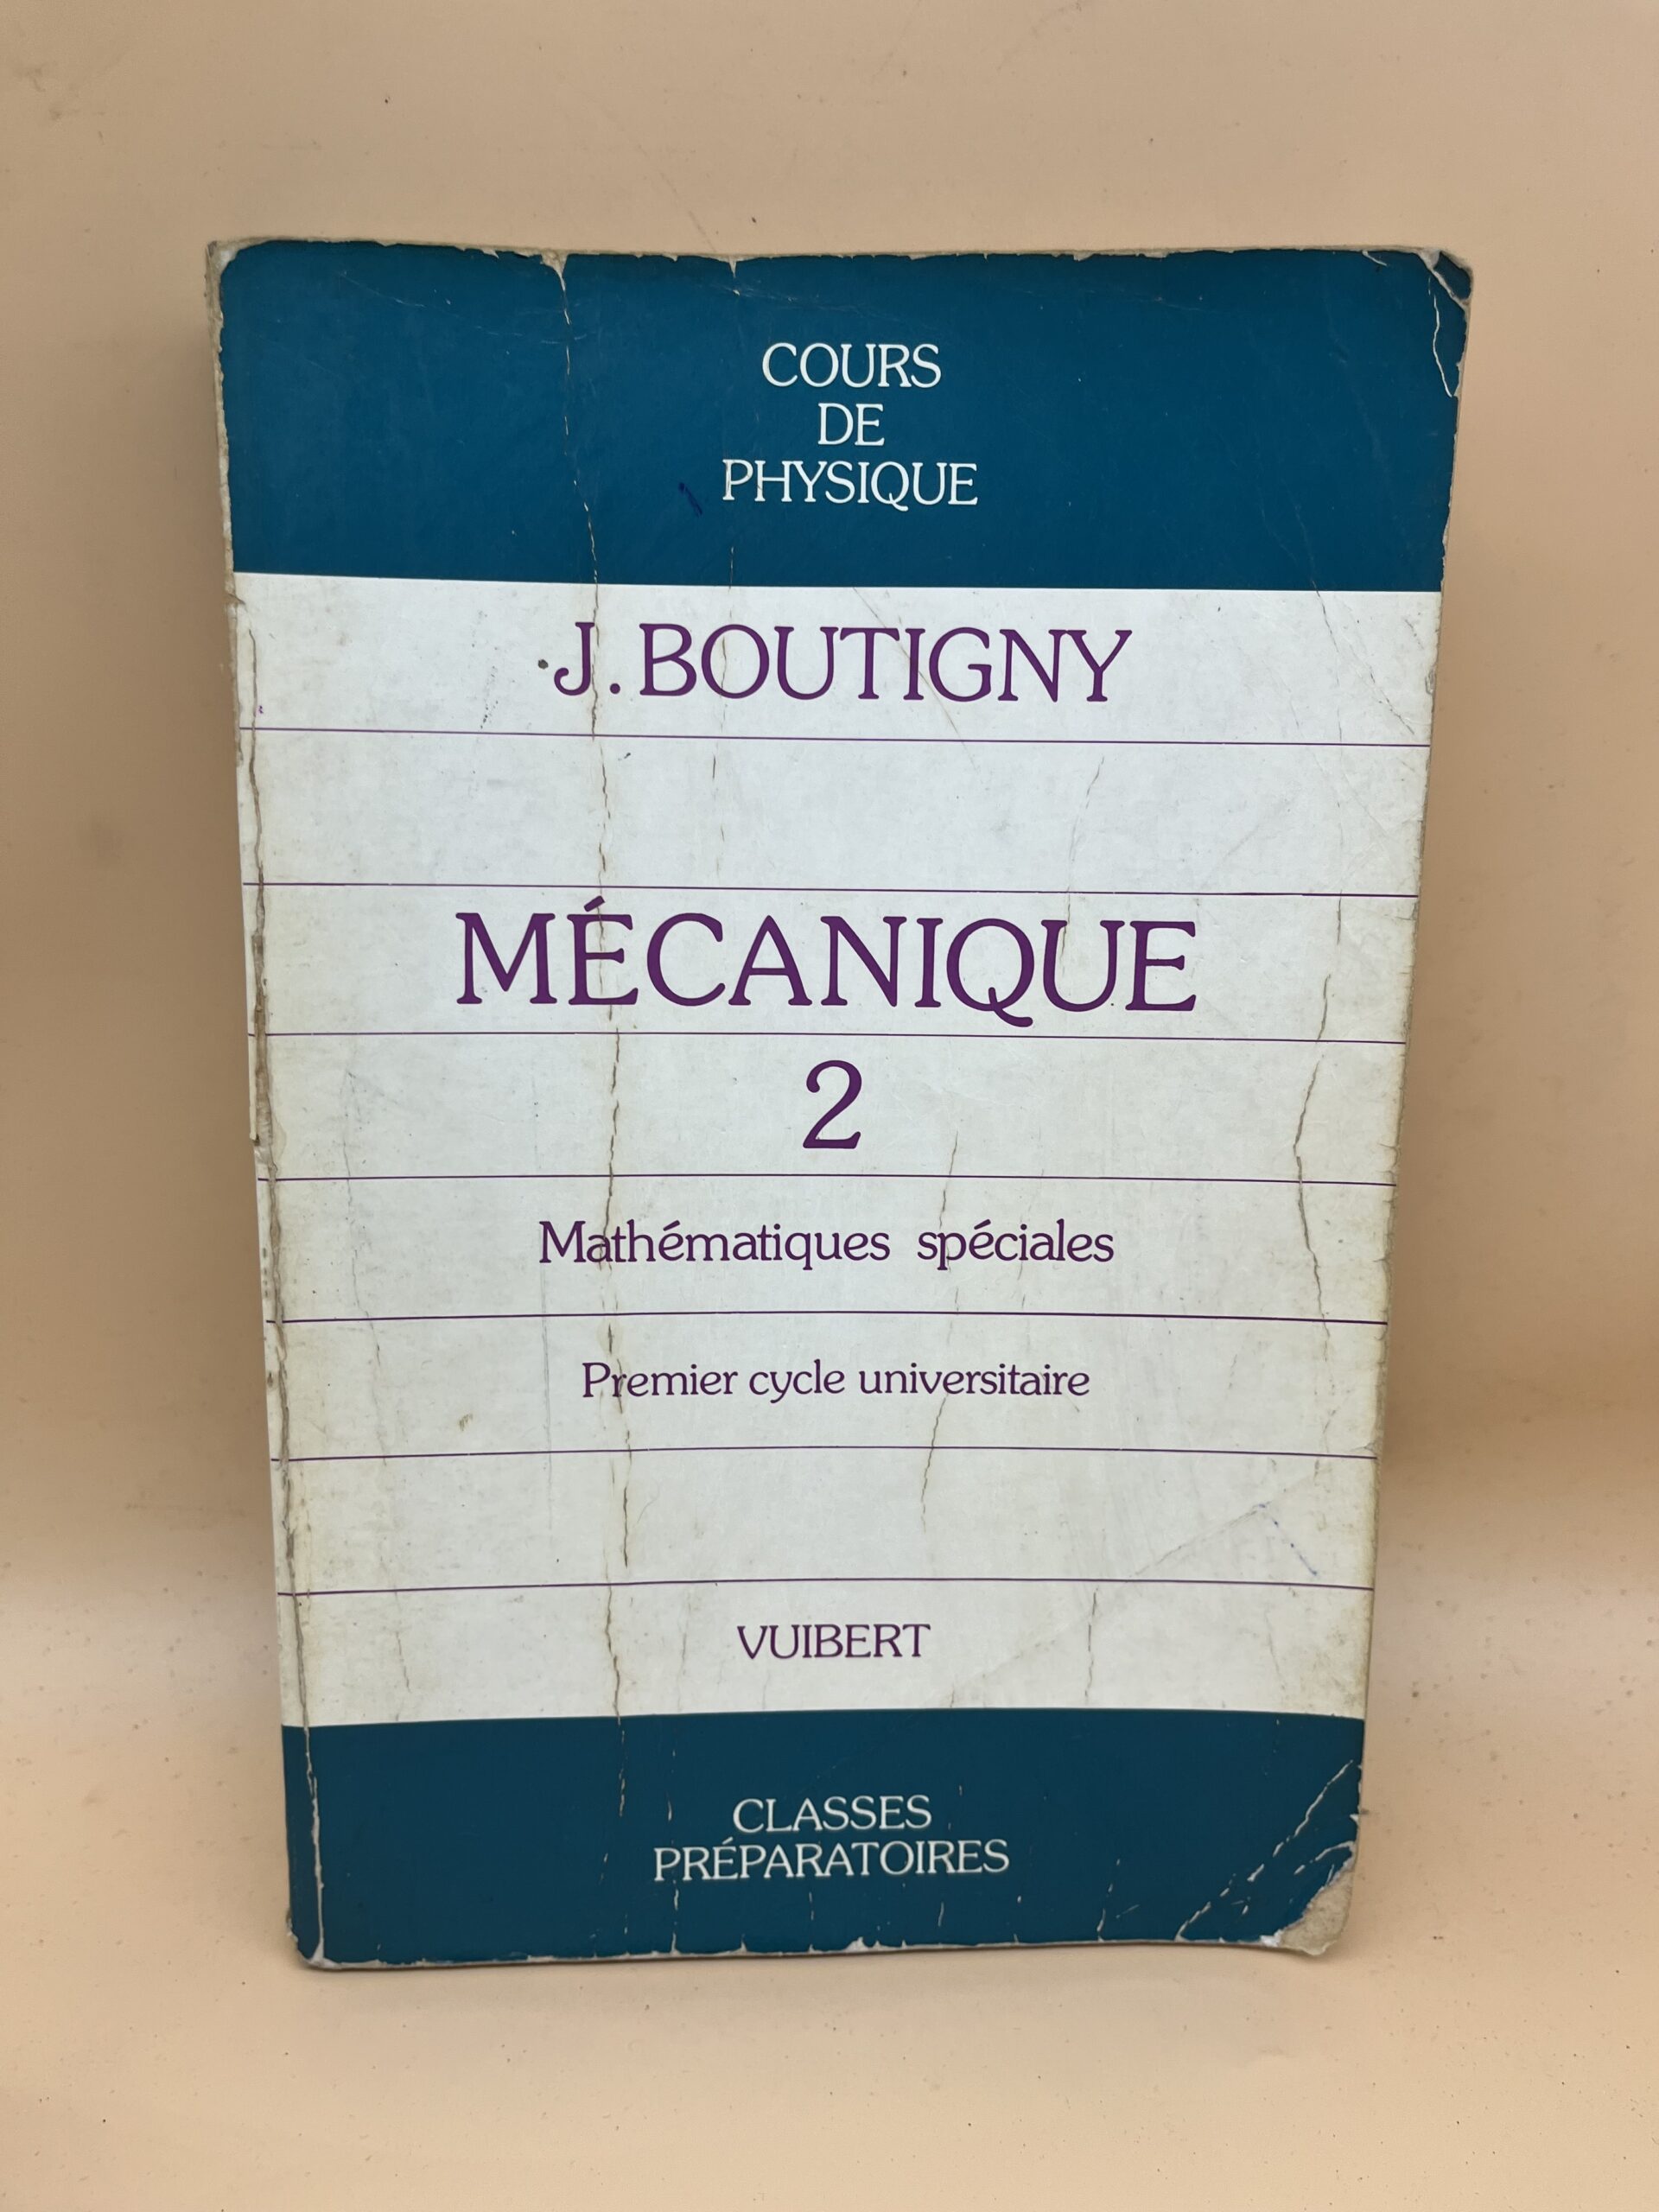 COURS
DE
PHYSIQUE
J. BOUTIGNY
MÉCANIQUE
2
Mathématiques spéciales
Premier cycle universitaire
VUIBERT
CLASSES
PRÉPARATOIRES